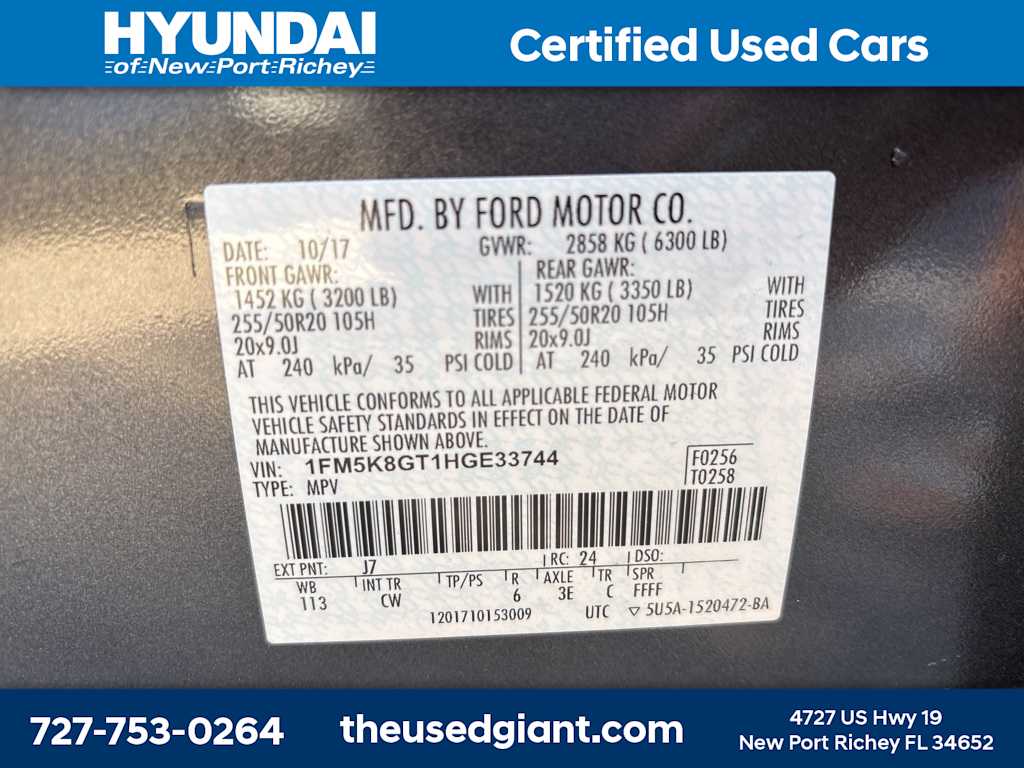 HYUNDAI
of New Port Richey
Certified Used Cars
MFD. BY FORD MOTOR CO.
DATE: 10/17 GVWR: 2858 KG ( 6300 LB)
FRONT GAWR: REAR GAWR:
1452 KG ( 3200 LB) WITH 1520 KG ( 3350 LB) WITH
255/50R20 105H TIRES 255/50R20 105H TIRES
20x9.0J RIMS 20x9.0J RIMS
AT 240 kPa/ 35 PSI COLD AT 240 kPa/ 35 PSI COLD
THIS VEHICLE CONFORMS TO ALL APPLICABLE FEDERAL MOTOR
VEHICLE SAFETY STANDARDS IN EFFECT ON THE DATE OF
MANUFACTURE SHOWN ABOVE.
VIN: 1FM5K8GT1HGE33744 F0256
TYPE: MPV T0258
EXT PNT: J7 RC: 24 DSO:
WB INT TR TP/PS R AXLE TR SPR
113 CW 6 3E C FFFF
1201710153009 UTC ▽ 5U5A-1520472-BA
727-753-0264
theusedgiant.com
4727 US Hwy 19
New Port Richey FL 34652